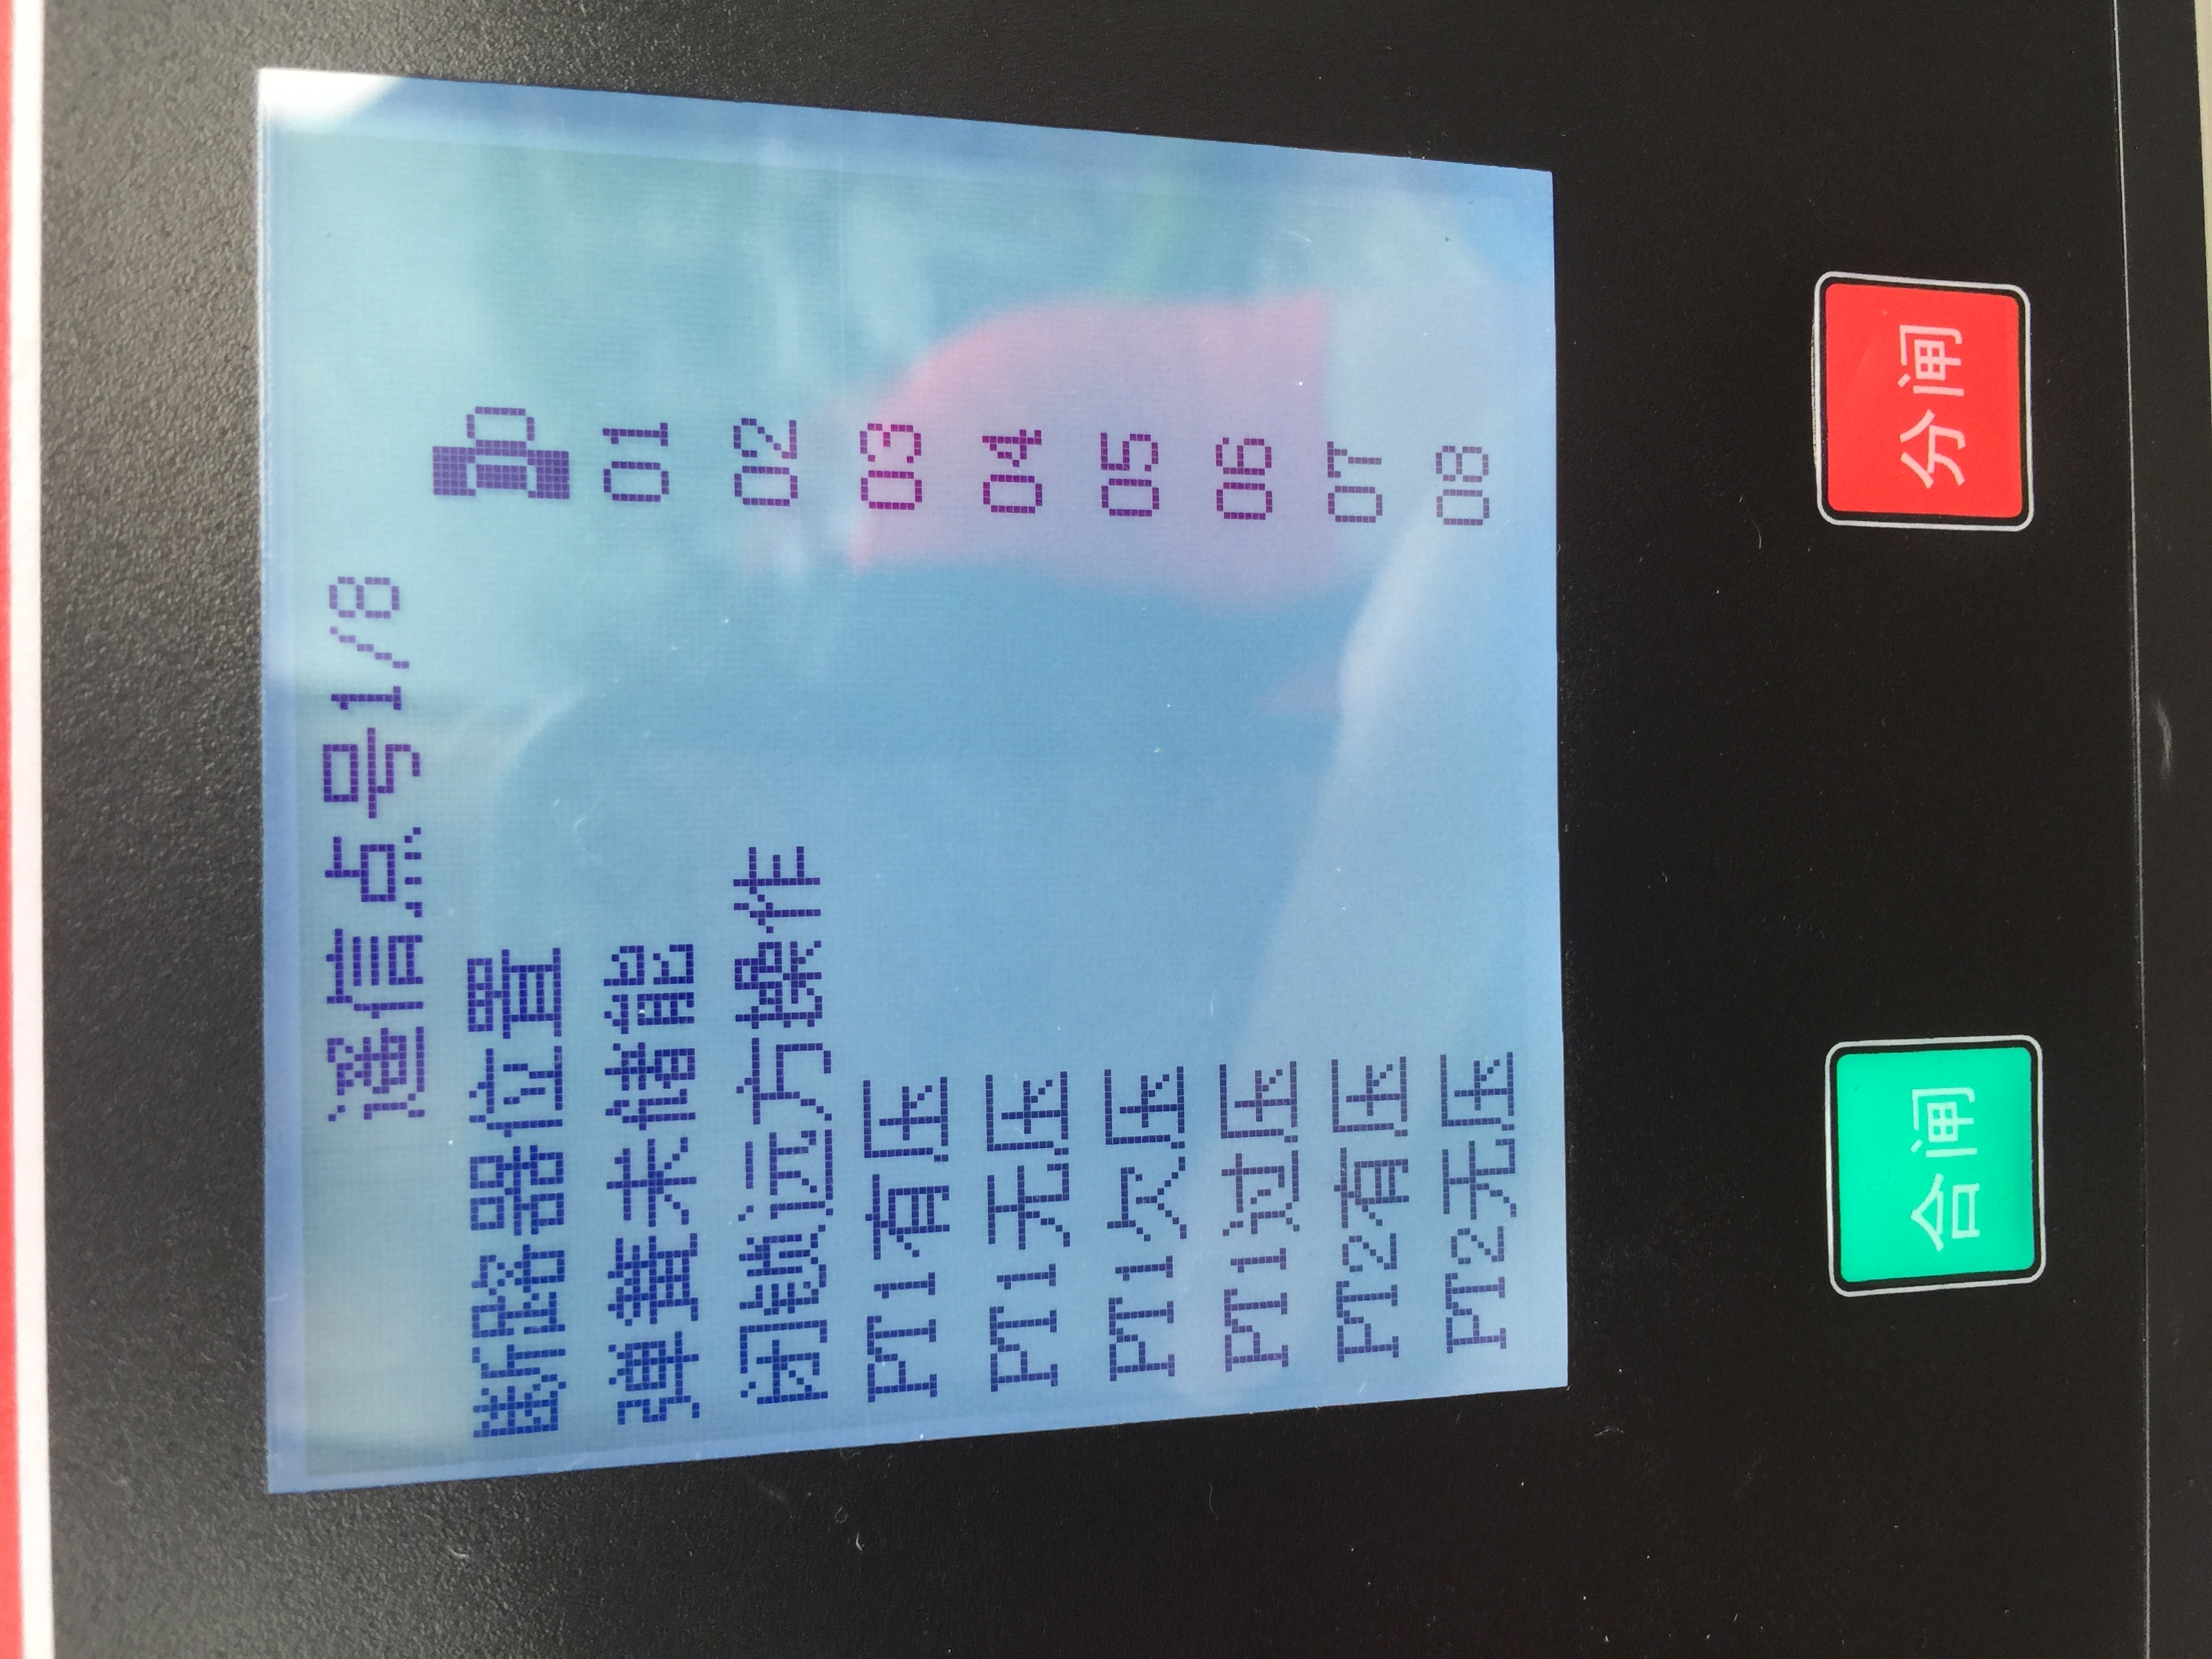 通信点号1/8
断路器位置 00
弹簧未储能 01
闭锁远方操作 02
PT1有压 03
PT1无压 04
PT1欠压 05
PT1过压 06
PT2有压 07
PT2无压 08
合闸 分闸